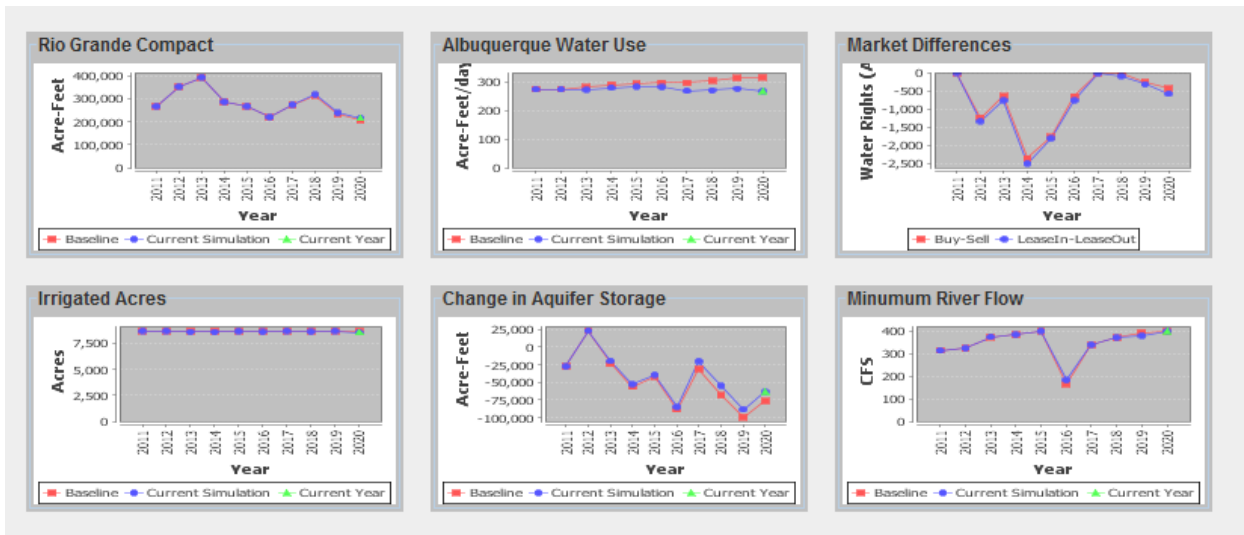 Rio Grande Compact
Acre-Feet
400,000
300,000
200,000
100,000
0
2011 2012 2013 2014 2015 2016 2017 2018 2019 2020
Year
Baseline Current Simulation Current Year
Albuquerque Water Use
Acre-Feet/day
300
200
100
0
2011 2012 2013 2014 2015 2016 2017 2018 2019 2020
Year
Baseline Current Simulation Current Year
Market Differences
Water Rights (A
0
-500
-1,000
-1,500
-2,000
-2,500
2011 2012 2013 2014 2015 2016 2017 2018 2019 2020
Year
Buy-Sell LeaseIn-LeaseOut
Irrigated Acres
Acres
7,500
5,000
2,500
0
2011 2012 2013 2014 2015 2016 2017 2018 2019 2020
Year
Baseline Current Simulation Current Year
Change in Aquifer Storage
Acre-Feet
25,000
0
-25,000
-50,000
-75,000
-100,000
2011 2012 2013 2014 2015 2016 2017 2018 2019 2020
Year
Baseline Current Simulation Current Year
Minumum River Flow
CFS
400
300
200
100
0
2011 2012 2013 2014 2015 2016 2017 2018 2019 2020
Year
Baseline Current Simulation Current Year